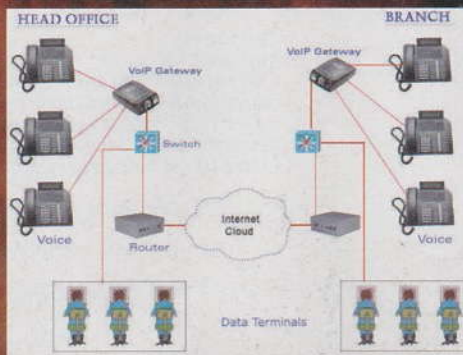 HEAD OFFICE
BRANCH
VoIP Gateway
VoIP Gateway
Switch
Internet
Cloud
Voice
Router
Voice
Data Terminals